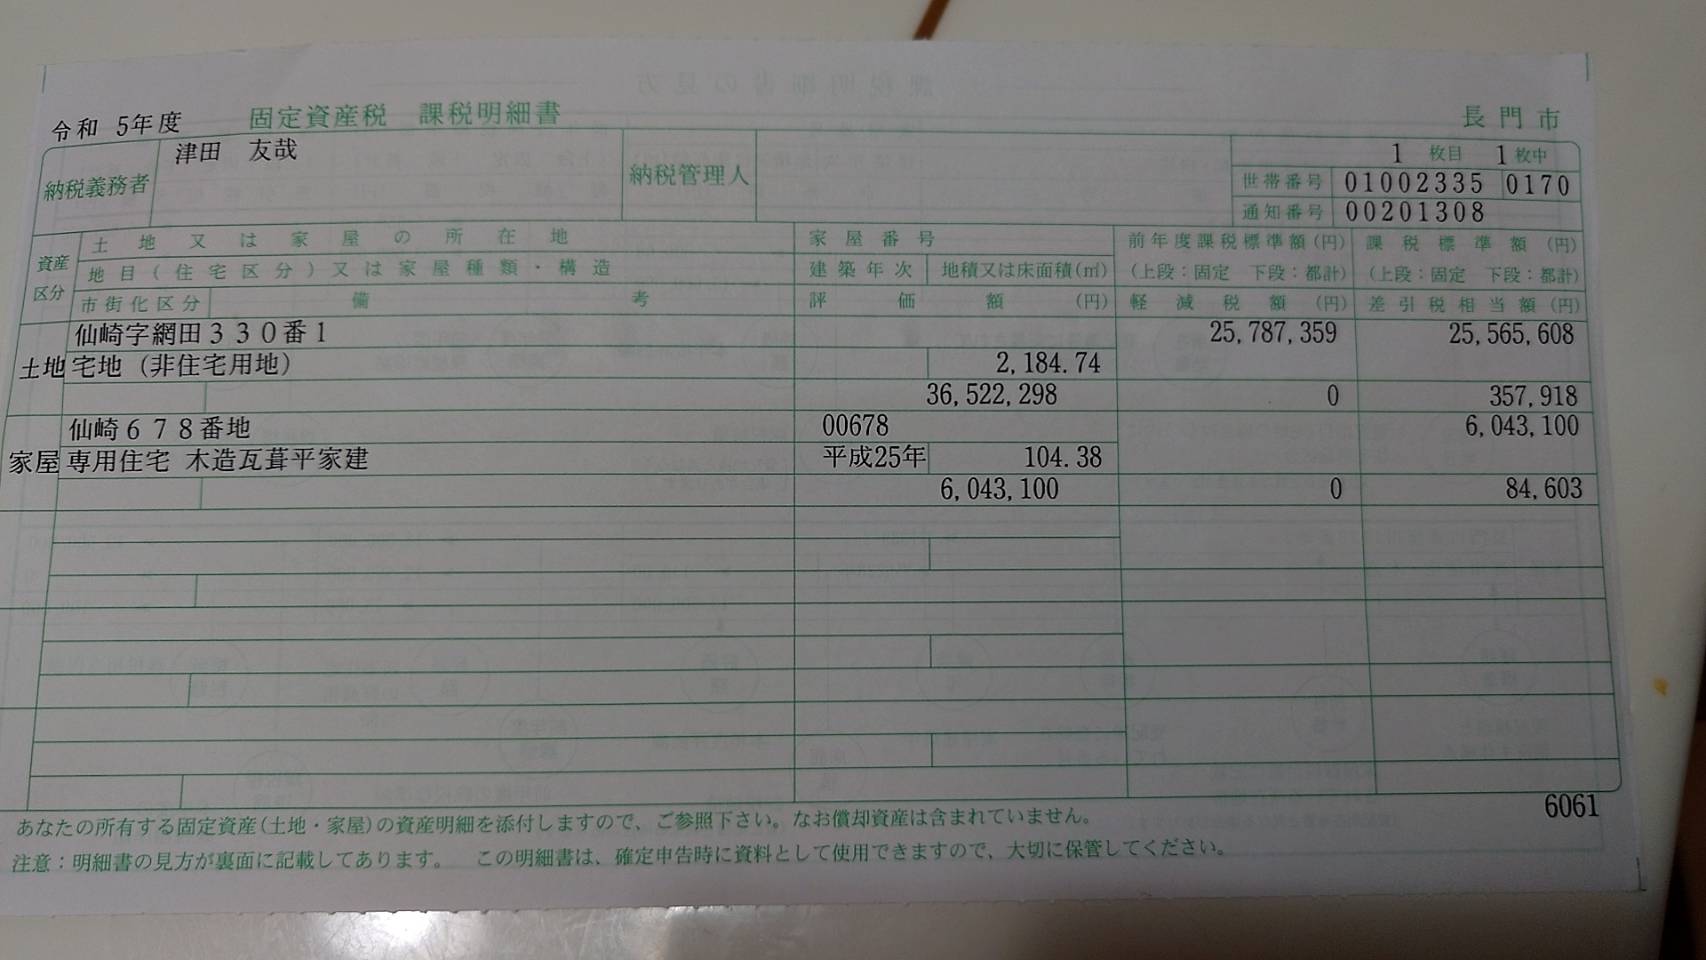 令和 5年度 固定資産税 課税明細書 長門市
納税義務者 津田 友哉 納税管理人
1 枚目 1 枚中
世帯番号 01002335 0170
通知番号 00201308
資産区分
土地又は家屋の所在地 家屋番号 前年度課税標準額(円) 課税標準額(円)
地目(住宅区分)又は家屋種類・構造 建築年次 地積又は床面積(㎡) (上段:固定 下段:都計) (上段:固定 下段:都計)
市街化区分 備考 評価額(円) 軽減税額(円) 差引税相当額(円)
仙崎字網田330番1 25,787,359 25,565,608
土地 宅地(非住宅用地) 2,184.74
36,522,298 0 357,918
仙崎678番地 00678 6,043,100
家屋 専用住宅 木造瓦葺平家建 平成25年 104.38
6,043,100 0 84,603
6061
あなたの所有する固定資産(土地・家屋)の資産明細を添付しますので、ご参照下さい。なお償却資産は含まれていません。
注意:明細書の見方が裏面に記載してあります。 この明細書は、確定申告時に資料として使用できますので、大切に保管してください。